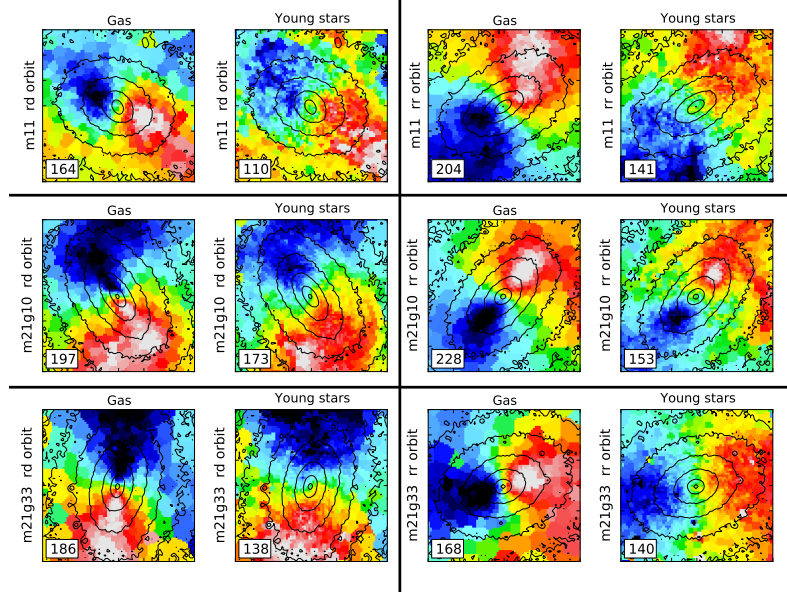 Gas
Young stars
Gas
Young stars
m11 rd orbit
164
m11 rd orbit
110
m11 rr orbit
204
m11 rr orbit
141
Gas
Young stars
Gas
Young stars
m21g10 rd orbit
197
m21g10 rd orbit
173
m21g10 rr orbit
228
m21g10 rr orbit
153
Gas
Young stars
Gas
Young stars
m21g33 rd orbit
186
m21g33 rd orbit
138
m21g33 rr orbit
168
m21g33 rr orbit
140